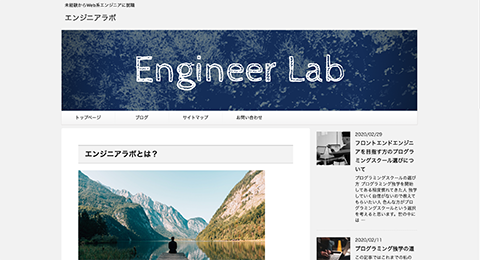 未経験からWeb系エンジニアに就職
エンジニアラボ
Engineer Lab
トップページ
ブログ
サイトマップ
お問い合わせ
エンジニアラボとは？
2020/02/29
フロントエンドエンジニ
アを目指す方のプログラ
ミングスクール選びにつ
いて
プログラミングスクールの選び
方 プログラミング独学を開始
してある程度慣れてきた人 独学
していく自信がないので教えて
もらいたい人 色んな方がプロ
グラミングスクールという選択
を考えると思います。世の中に
は …
2020/02/11
プログラミング独学の道
この記事ではこれまでの私の